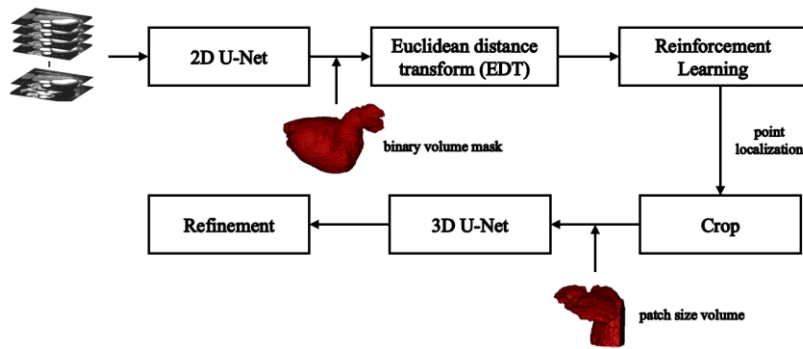 2D U-Net
Euclidean distance
transform (EDT)
Reinforcement
Learning
binary volume mask
point
localization
Refinement
3D U-Net
Crop
patch size volume